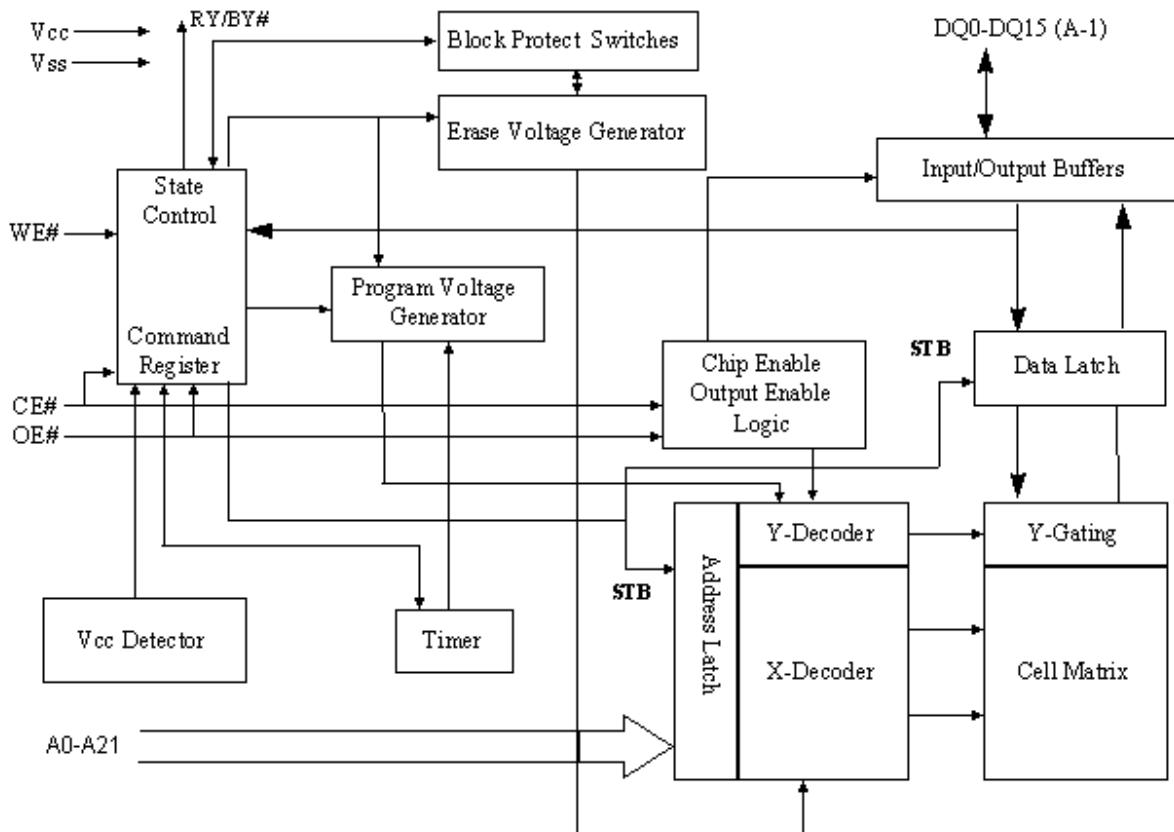 Vcc
Vss
RY/BY#
Block Protect Switches
DQ0-DQ15 (A-1)
Erase Voltage Generator
Input/Output Buffers
State
Control
WE#
Program Voltage
Generator
Command
Register
STB
Chip Enable
Output Enable
Logic
Data Latch
CE#
OE#
Y-Decoder
Y-Gating
Address Latch
STB
Vcc Detector
Timer
X-Decoder
Cell Matrix
A0-A21